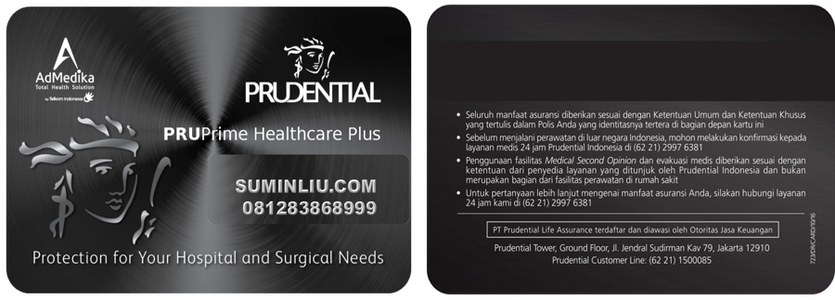 AdMedika
Total Health Solution
by Telkom Indonesia
PRUDENTIAL
PRUPrime Healthcare Plus
SUMINLIU.COM
081283868999
Protection for Your Hospital and Surgical Needs
• Seluruh manfaat asuransi diberikan sesuai dengan Ketentuan Umum dan Ketentuan Khusus
yang tertulis dalam Polis Anda yang identitasnya tertera di bagian depan kartu ini
• Sebelum menjalani perawatan di luar negara Indonesia, mohon melakukan konfirmasi kepada
layanan medis 24 jam Prudential Indonesia di (62 21) 2997 6381
• Penggunaan fasilitas Medical Second Opinion dan evakuasi medis diberikan sesuai dengan
ketentuan dari penyedia layanan yang ditunjuk oleh Prudential Indonesia dan bukan
merupakan bagian dari fasilitas perawatan di rumah sakit
• Untuk pertanyaan lebih lanjut mengenai manfaat asuransi Anda, silakan hubungi layanan
24 jam kami di (62 21) 2997 6381
PT Prudential Life Assurance terdaftar dan diawasi oleh Otoritas Jasa Keuangan
Prudential Tower, Ground Floor, Jl. Jendral Sudirman Kav 79, Jakarta 12910
Prudential Customer Line: (62 21) 1500085